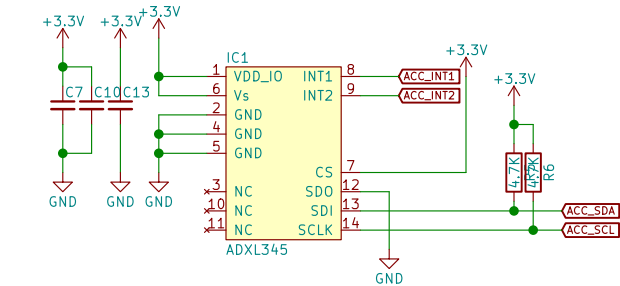 +3.3V +3.3V +3.3V
IC1
+3.3V
1 VDD_IO INT1 8 ACC_INT1
6 Vs INT2 9 ACC_INT2
+3.3V
C7 C10 C13
2 GND
4 GND
5 GND
CS 7
4.7K 4.7K R6
3 NC SDO 12
10 NC SDI 13 ACC_SDA
11 NC SCLK 14 ACC_SCL
GND GND GND
ADXL345
GND